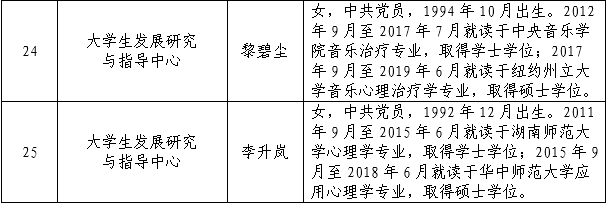 24
大学生发展研究
与指导中心
黎碧尘
女，中共党员，1994 年 10 月出生。2012
年 9 月至 2017 年 7 月就读于中央音乐学
院音乐治疗专业，取得学士学位；2017
年 9 月至 2019 年 6 月就读于纽约州立大
学音乐心理治疗学专业，取得硕士学位。
25
大学生发展研究
与指导中心
李升岚
女，中共党员，1992 年 12 月出生。2011
年 9 月至 2015 年 6 月就读于湖南师范大
学心理学专业，取得学士学位；2015 年 9
月至 2018 年 6 月就读于华中师范大学应
用心理学专业，取得硕士学位。